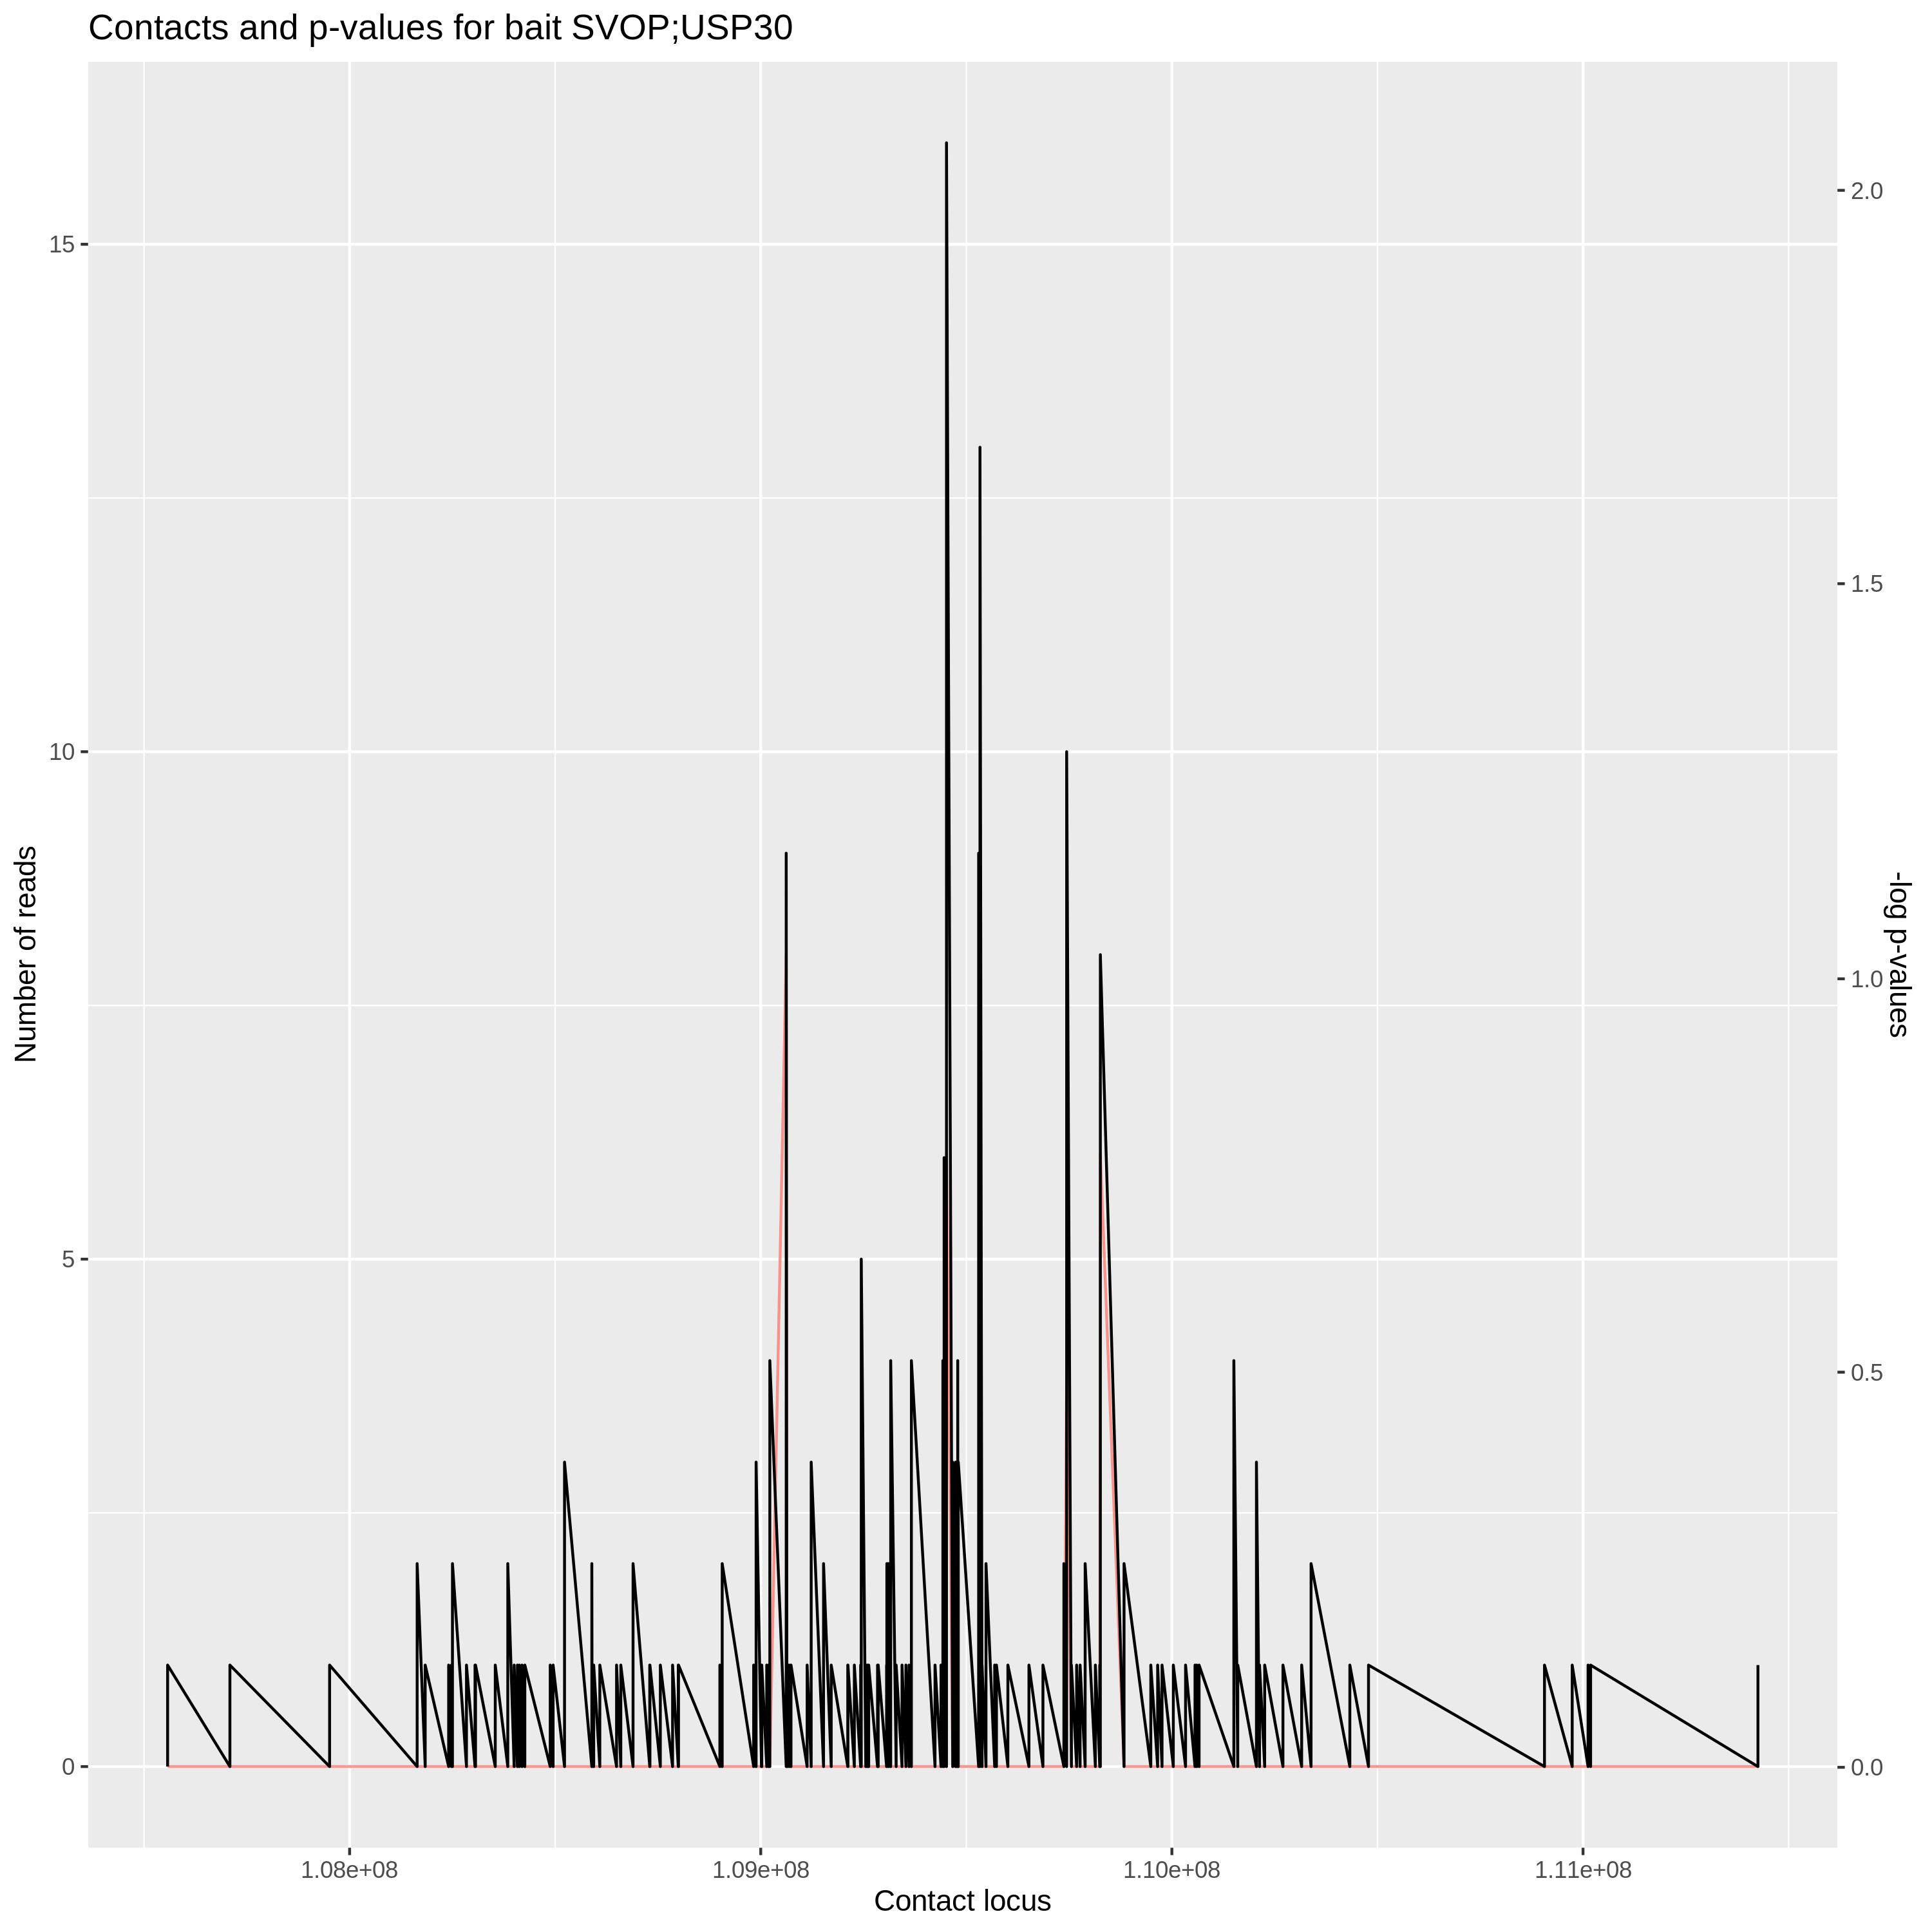 Contacts and p-values for bait SVOP;USP30
15
10
5
0
Number of reads
2.0
1.5
1.0
0.5
0.0
-log p-values
1.08e+08
1.09e+08
1.10e+08
1.11e+08
Contact locus